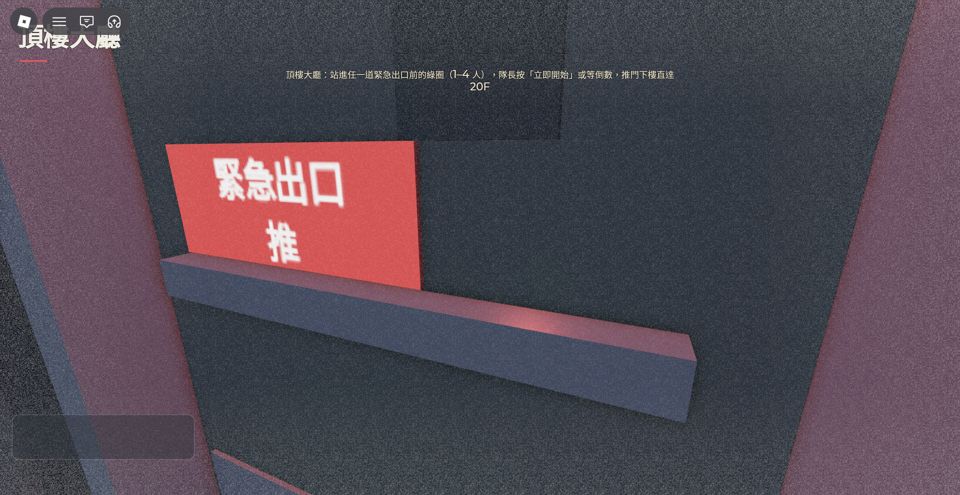 頂樓大廳
頂樓大廳：站進任一道緊急出口前的綠圈（1–4 人），隊長按「立即開始」或等倒數，推門下樓直達
20F
緊急出口
推